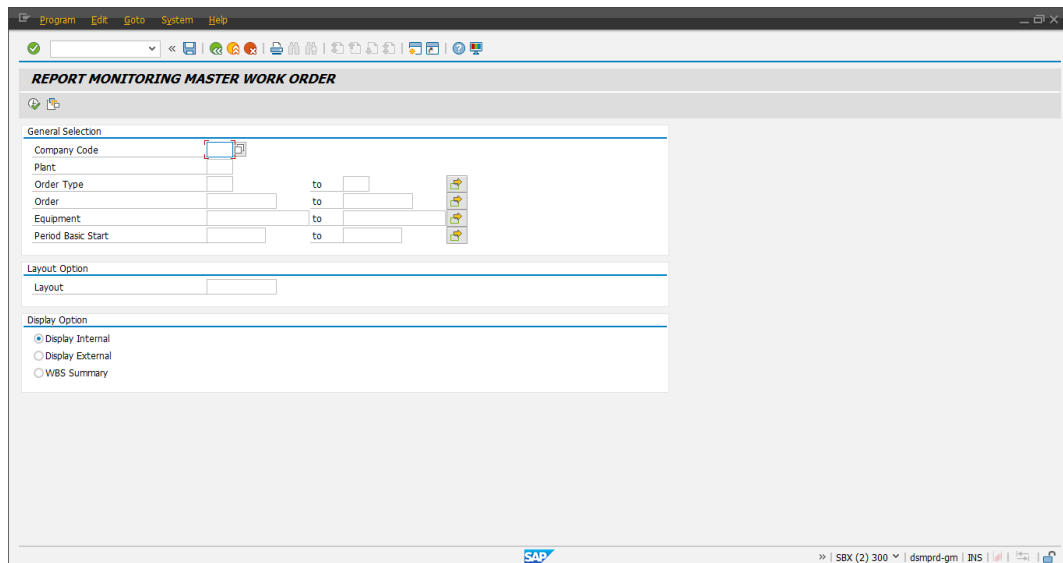 Program Edit Goto System Help
REPORT MONITORING MASTER WORK ORDER
General Selection
Company Code
Plant
Order Type to
Order to
Equipment to
Period Basic Start to
Layout Option
Layout
Display Option
Display Internal
Display External
WBS Summary
SAP
» | SBX (2) 300 | dsmprd-gm | INS